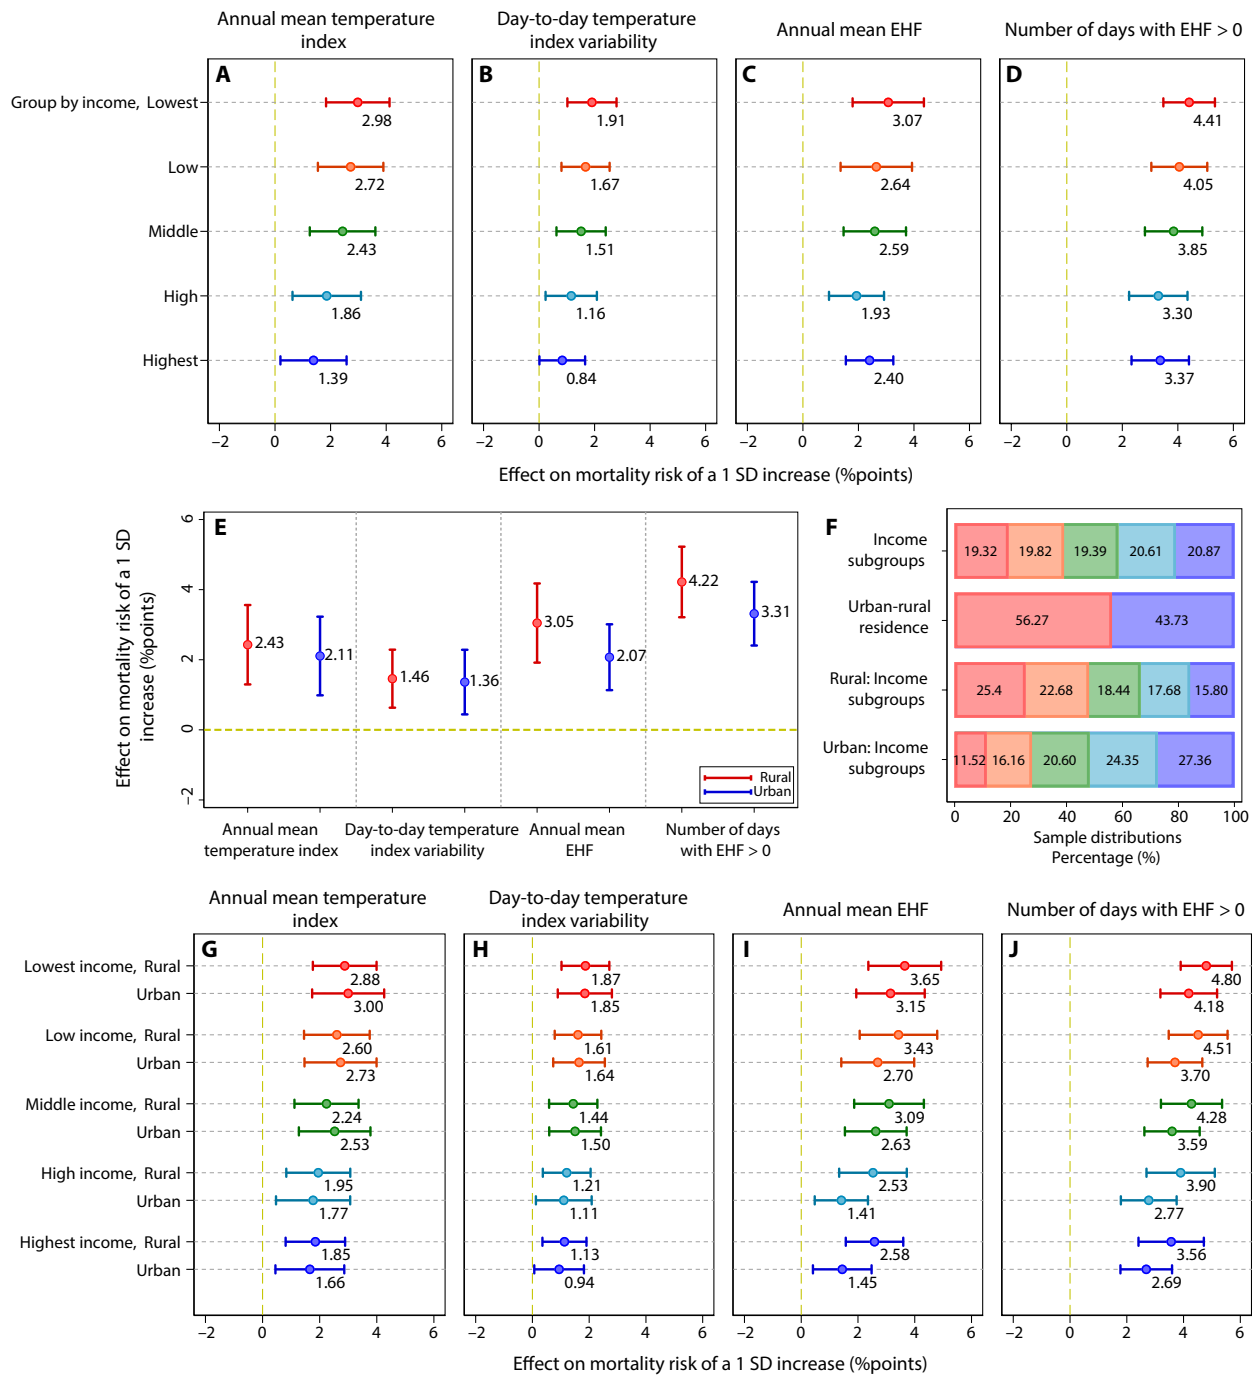 Annual mean temperature
index
Day-to-day temperature
index variability
Annual mean EHF
Number of days with EHF > 0
A
B
C
D
Group by income, Lowest
2.98
1.91
3.07
4.41
Low
2.72
1.67
2.64
4.05
Middle
2.43
1.51
2.59
3.85
High
1.86
1.16
1.93
3.30
Highest
1.39
0.84
2.40
3.37
−2 0 2 4 6
−2 0 2 4 6
−2 0 2 4 6
−2 0 2 4 6
Effect on mortality risk of a 1 SD increase (%points)
E
Effect on mortality risk of a 1 SD
increase (%points)
6
4
2
0
−2
2.43
2.11
1.46
1.36
3.05
2.07
4.22
3.31
Rural
Urban
Annual mean
temperature index
Day-to-day temperature
index variability
Annual mean
EHF
Number of days
with EHF > 0
F
Income
subgroups
19.32 19.82 19.39 20.61 20.87
Urban-rural
residence
56.27 43.73
Rural: Income
subgroups
25.4 22.68 18.44 17.68 15.80
Urban: Income
subgroups
11.52 16.16 20.60 24.35 27.36
0 20 40 60 80 100
Sample distributions
Percentage (%)
Annual mean temperature
index
Day-to-day temperature
index variability
Annual mean EHF
Number of days with EHF > 0
G
H
I
J
Lowest income, Rural
2.88
1.87
3.65
4.80
Urban
3.00
1.85
3.15
4.18
Low income, Rural
2.60
1.61
3.43
4.51
Urban
2.73
1.64
2.70
3.70
Middle income, Rural
2.24
1.44
3.09
4.28
Urban
2.53
1.50
2.63
3.59
High income, Rural
1.95
1.21
2.53
3.90
Urban
1.77
1.11
1.41
2.77
Highest income, Rural
1.85
1.13
2.58
3.56
Urban
1.66
0.94
1.45
2.69
−2 0 2 4 6
−2 0 2 4 6
−2 0 2 4 6
−2 0 2 4 6
Effect on mortality risk of a 1 SD increase (%points)